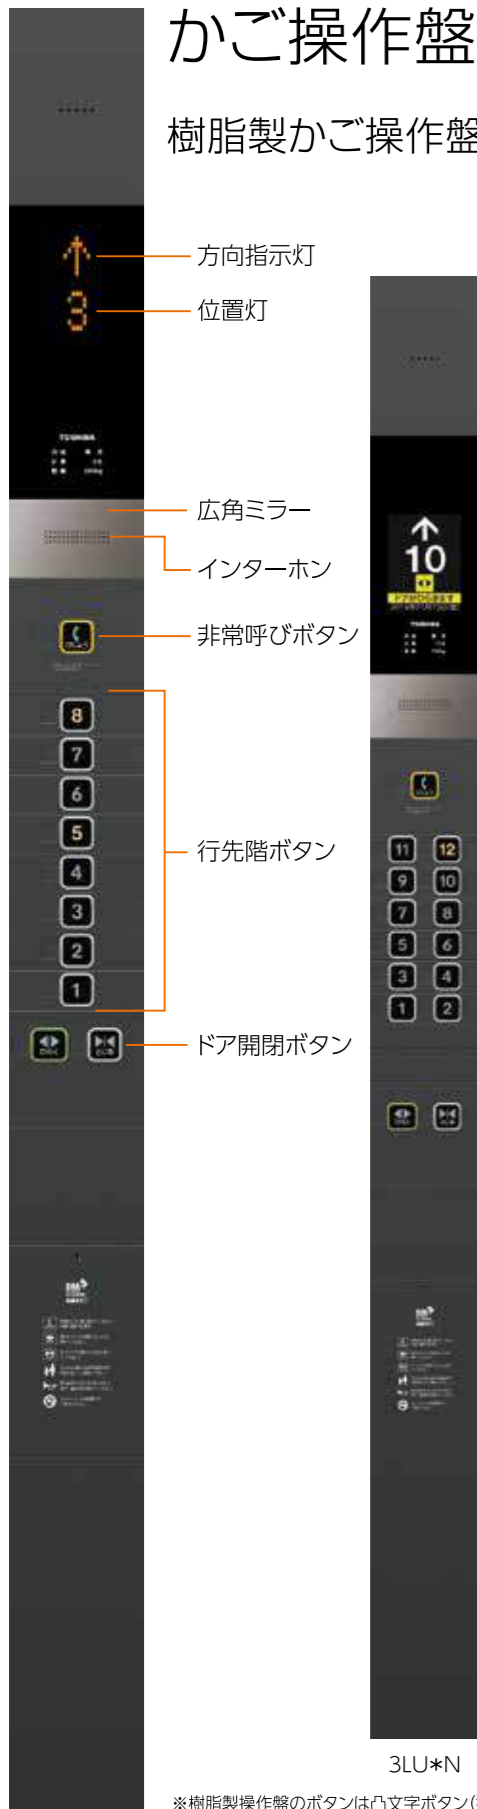 かご操作盤
樹脂製かご操作盤
方向指示灯
3
位置灯
TOSHIBA
広角ミラー
インターホン
非常呼びボタン
8
7
6
5
4
3
2
1
行先階ボタン
ドア開閉ボタン
10
TOSHIBA
11 12
9 10
7 8
5 6
3 4
1 2
3LU*N
※樹脂製操作盤のボタンは凸文字ボタン(